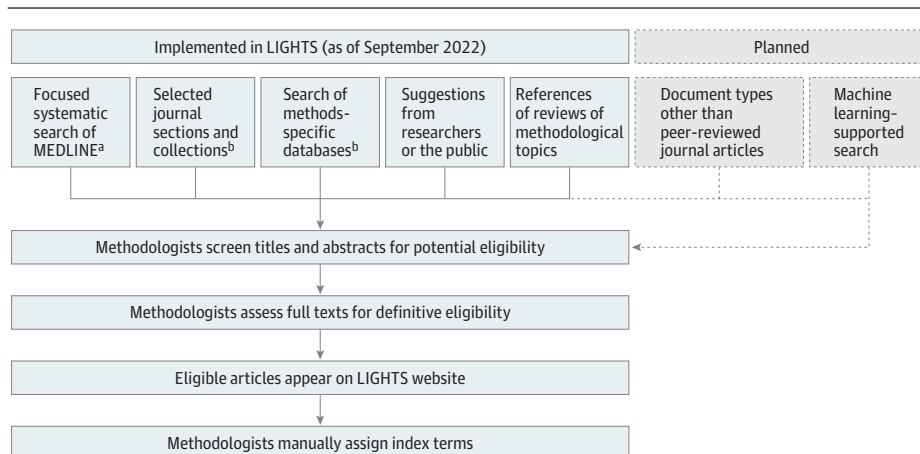 Implemented in LIGHTS (as of September 2022)
Planned
Focused
systematic
search of
MEDLINEᵃ
Selected
journal
sections and
collectionsᵇ
Search of
methods-
specific
databasesᵇ
Suggestions
from
researchers
or the public
References
of reviews of
methodological
topics
Document types
other than
peer-reviewed
journal articles
Machine
learning-
supported
search
Methodologists screen titles and abstracts for potential eligibility
Methodologists assess full texts for definitive eligibility
Eligible articles appear on LIGHTS website
Methodologists manually assign index terms